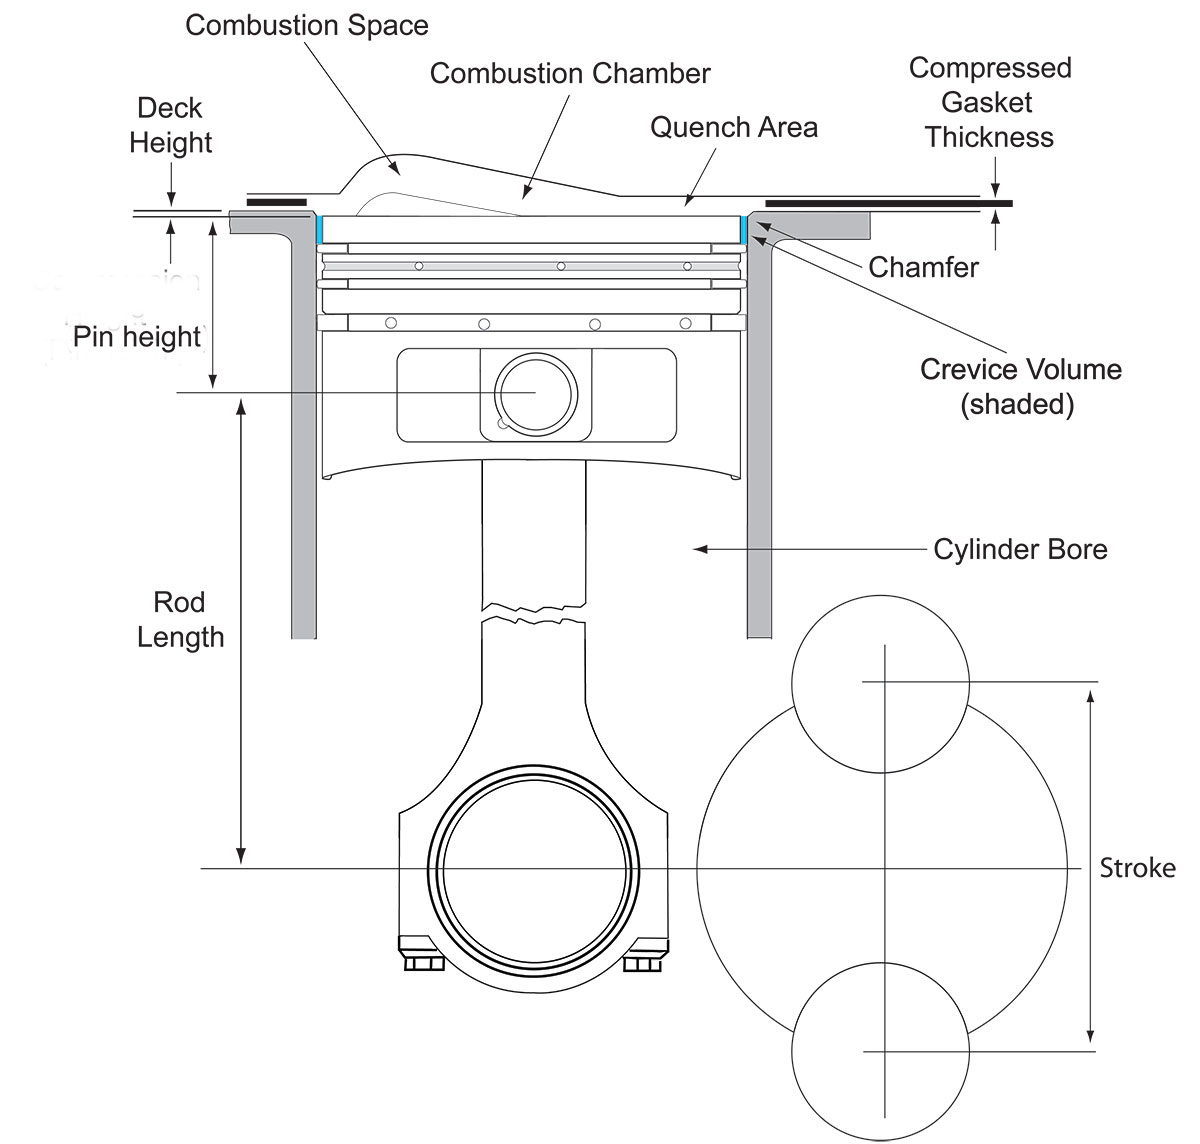 Combustion Space
Combustion Chamber
Compressed
Gasket
Thickness
Deck
Height
Quench Area
Chamfer
Pin height
Crevice Volume
(shaded)
Cylinder Bore
Rod
Length
Stroke